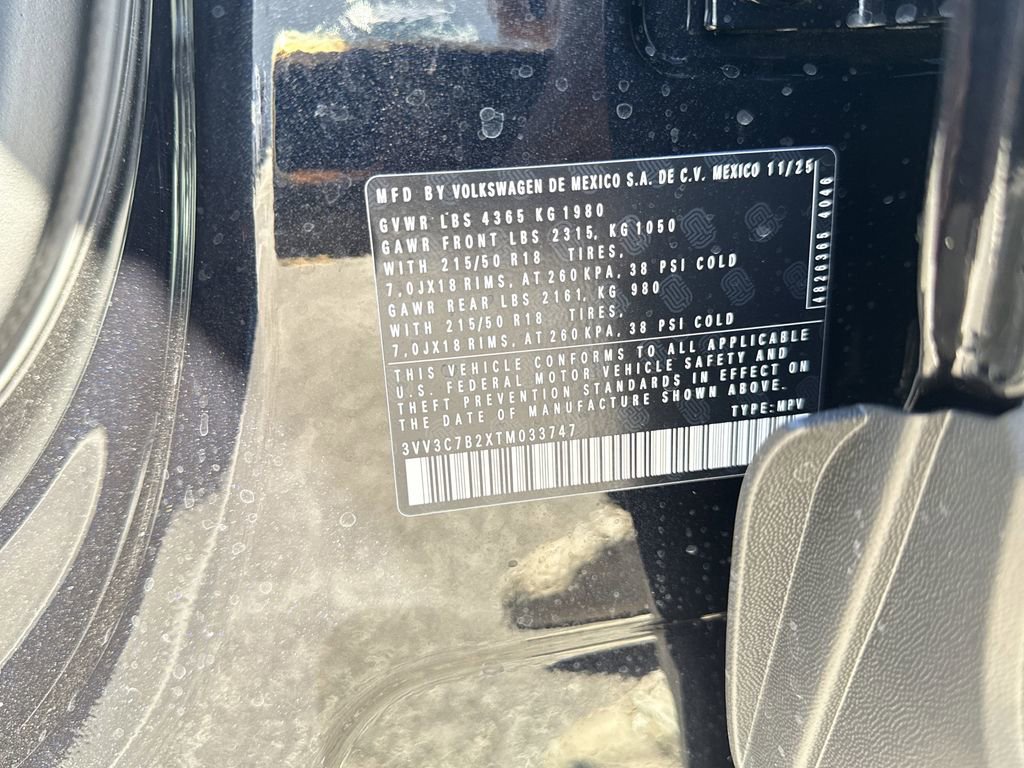 MFD BY VOLKSWAGEN DE MEXICO S.A. DE C.V. MEXICO 11/25
GVWR LBS 4365 KG 1980
GAWR FRONT LBS 2315, KG 1050
WITH 215/50 R18 TIRES,
7,0JX18 RIMS, AT 260 KPA, 38 PSI COLD
GAWR REAR LBS 2161, KG 980
WITH 215/50 R18 TIRES,
7,0JX18 RIMS, AT 260 KPA, 38 PSI COLD
THIS VEHICLE CONFORMS TO ALL APPLICABLE
U.S. FEDERAL MOTOR VEHICLE SAFETY AND
THEFT PREVENTION STANDARDS IN EFFECT ON
THE DATE OF MANUFACTURE SHOWN ABOVE.
TYPE: MPV
3VV3C7B2XTM033747
4826365 4046